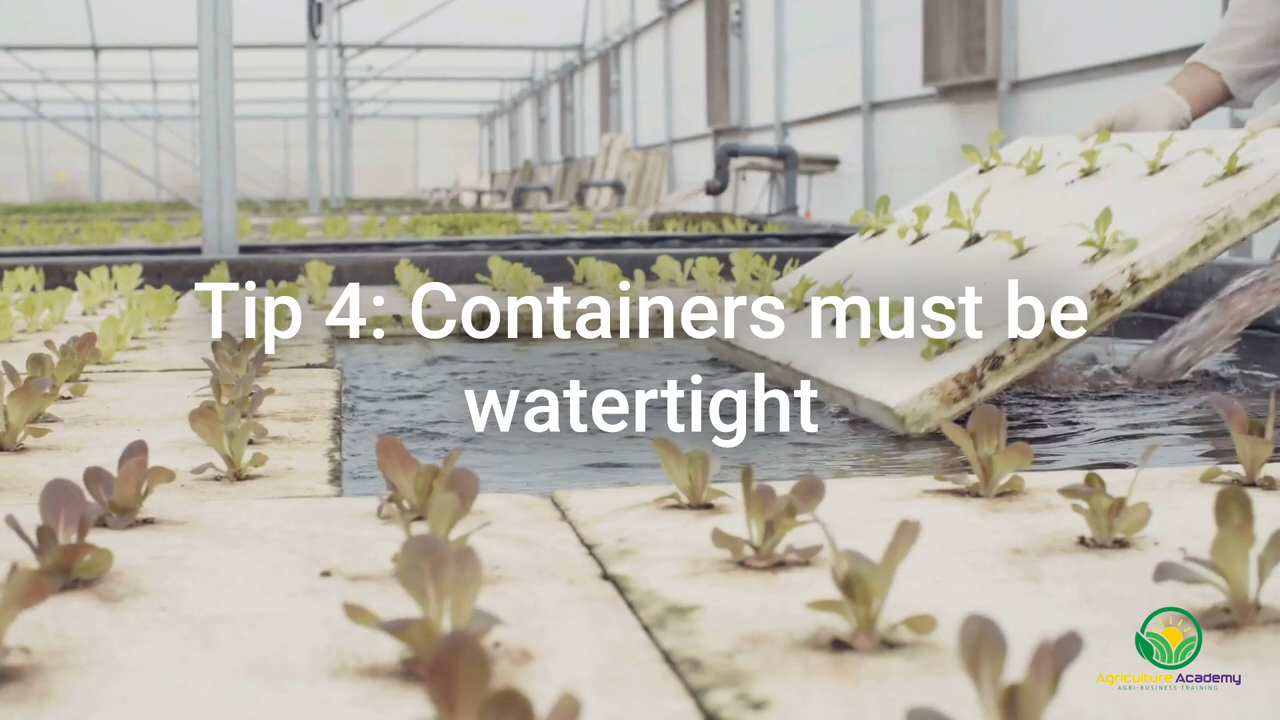 Tip 4: Containers must be
watertight
Agriculture Academy
AGRI-BUSINESS TRAINING